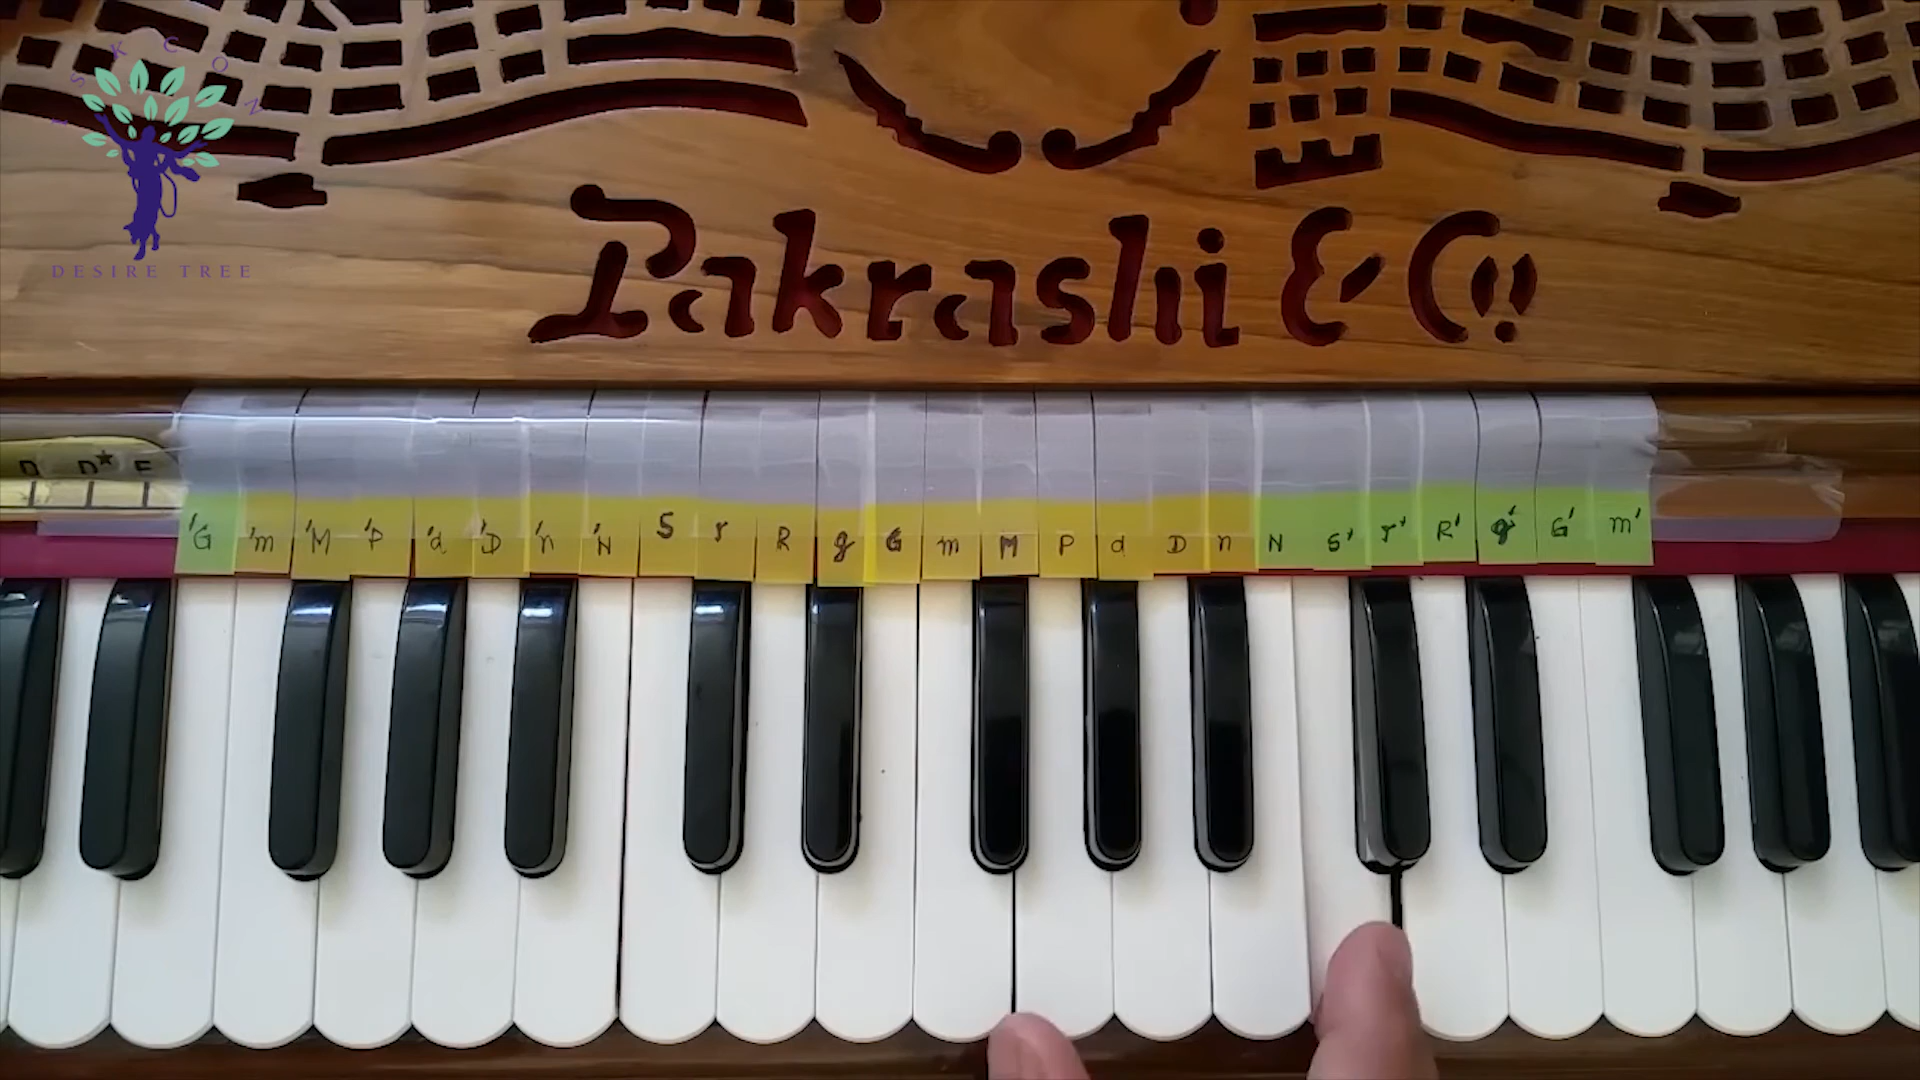 ISKCON
DESIRE TREE
Pakrashi & Co
D D* E
'G 'm 'M 'P 'd 'D 'n 'N S r R g G m M P d D n N S' r' R' g' G' m'